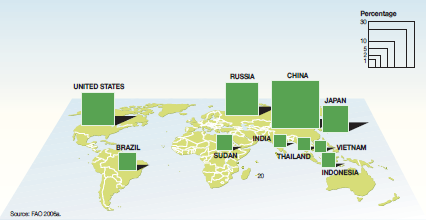 Percentage
30
10
5
2
1
RUSSIA
CHINA
UNITED STATES
JAPAN
BRAZIL
INDIA
VIETNAM
SUDAN
THAILAND
INDONESIA
20
Source: FAO 2006a.